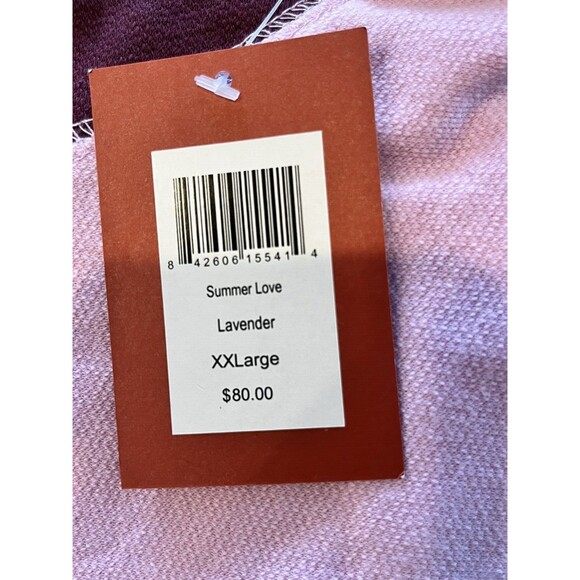 8 42606 15541 4
Summer Love
Lavender
XXLarge
$80.00